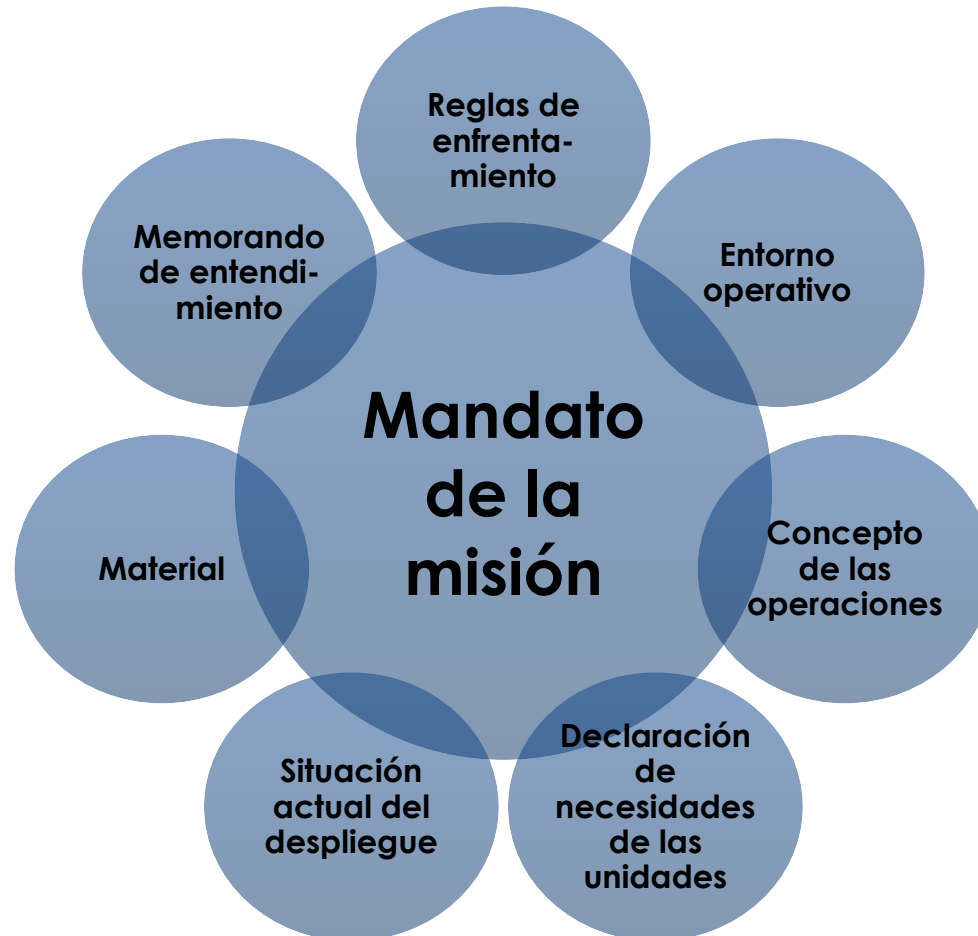 Reglas de
enfrenta-
miento
Entorno
operativo
Concepto
de las
operaciones
Declaración
de
necesidades
de las
unidades
Situación
actual del
despliegue
Material
Memorando
de entendi-
miento
Mandato
de la
misión